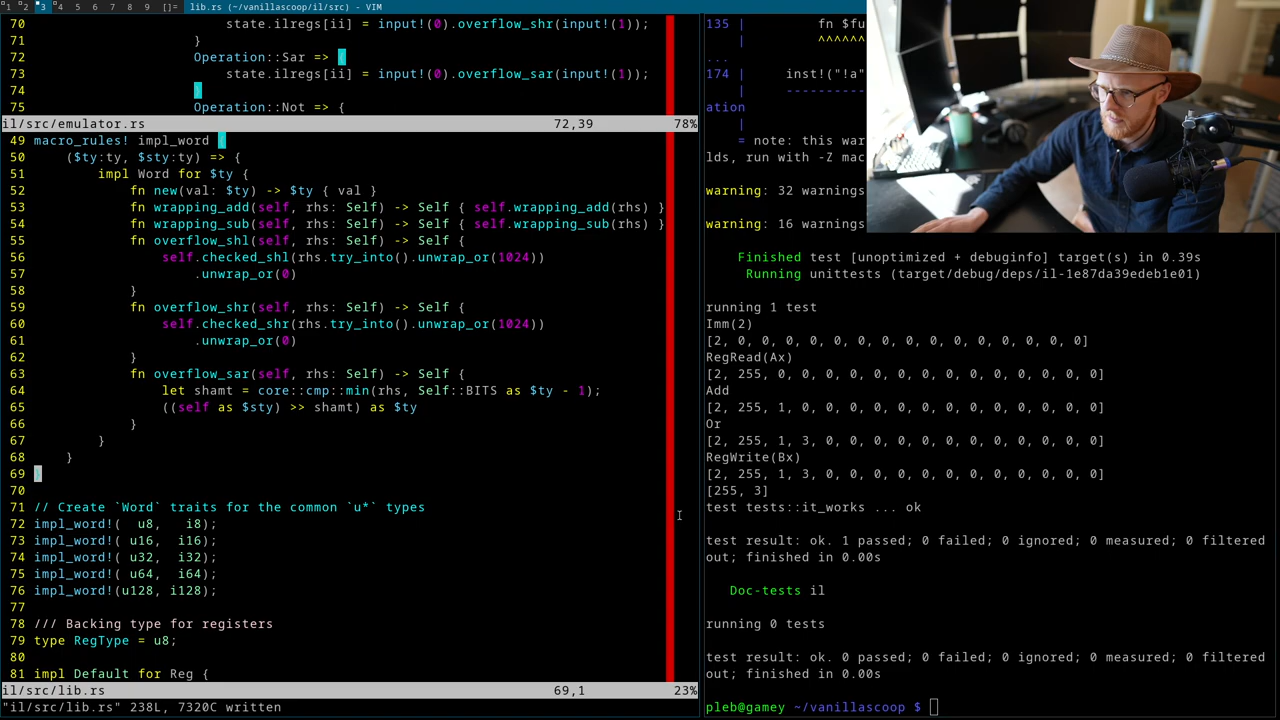 1 2 3 4 5 6 7 8 9 []= lib.rs (~/vanillascoop/il/src) - VIM
70 state.ilregs[ii] = input!(0).overflow_shr(input!(1));
71 }
72 Operation::Sar => {
73 state.ilregs[ii] = input!(0).overflow_sar(input!(1));
74 }
75 Operation::Not => {
il/src/emulator.rs 72,39 78%
49 macro_rules! impl_word {
50 ($ty:ty, $sty:ty) => {
51 impl Word for $ty {
52 fn new(val: $ty) -> $ty { val }
53 fn wrapping_add(self, rhs: Self) -> Self { self.wrapping_add(rhs) }
54 fn wrapping_sub(self, rhs: Self) -> Self { self.wrapping_sub(rhs) }
55 fn overflow_shl(self, rhs: Self) -> Self {
56 self.checked_shl(rhs.try_into().unwrap_or(1024))
57 .unwrap_or(0)
58 }
59 fn overflow_shr(self, rhs: Self) -> Self {
60 self.checked_shr(rhs.try_into().unwrap_or(1024))
61 .unwrap_or(0)
62 }
63 fn overflow_sar(self, rhs: Self) -> Self {
64 let shamt = core::cmp::min(rhs, Self::BITS as $ty - 1);
65 ((self as $sty) >> shamt) as $ty
66 }
67 }
68 }
69 }
70
71 // Create `Word` traits for the common `u*` types
72 impl_word!( u8, i8);
73 impl_word!( u16, i16);
74 impl_word!( u32, i32);
75 impl_word!( u64, i64);
76 impl_word!(u128, i128);
77
78 /// Backing type for registers
79 type RegType = u8;
80
81 impl Default for Reg {
il/src/lib.rs 69,1 23%
"il/src/lib.rs" 238L, 7320C written
135 | fn $fu
| ^^^^^^
...
174 | inst!("!a"
| ----------
ation
|
= note: this war
lds, run with -Z mac
warning: 32 warnings
warning: 16 warnings
Finished test [unoptimized + debuginfo] target(s) in 0.39s
Running unittests (target/debug/deps/il-1e87da39edeb1e01)
running 1 test
Imm(2)
[2, 0, 0, 0, 0, 0, 0, 0, 0, 0, 0, 0, 0, 0, 0, 0]
RegRead(Ax)
[2, 255, 0, 0, 0, 0, 0, 0, 0, 0, 0, 0, 0, 0, 0, 0]
Add
[2, 255, 1, 0, 0, 0, 0, 0, 0, 0, 0, 0, 0, 0, 0, 0]
Or
[2, 255, 1, 3, 0, 0, 0, 0, 0, 0, 0, 0, 0, 0, 0, 0]
RegWrite(Bx)
[2, 255, 1, 3, 0, 0, 0, 0, 0, 0, 0, 0, 0, 0, 0, 0]
[255, 3]
test tests::it_works ... ok
test result: ok. 1 passed; 0 failed; 0 ignored; 0 measured; 0 filtered
out; finished in 0.00s
Doc-tests il
running 0 tests
test result: ok. 0 passed; 0 failed; 0 ignored; 0 measured; 0 filtered
out; finished in 0.00s
pleb@gamey ~/vanillascoop $